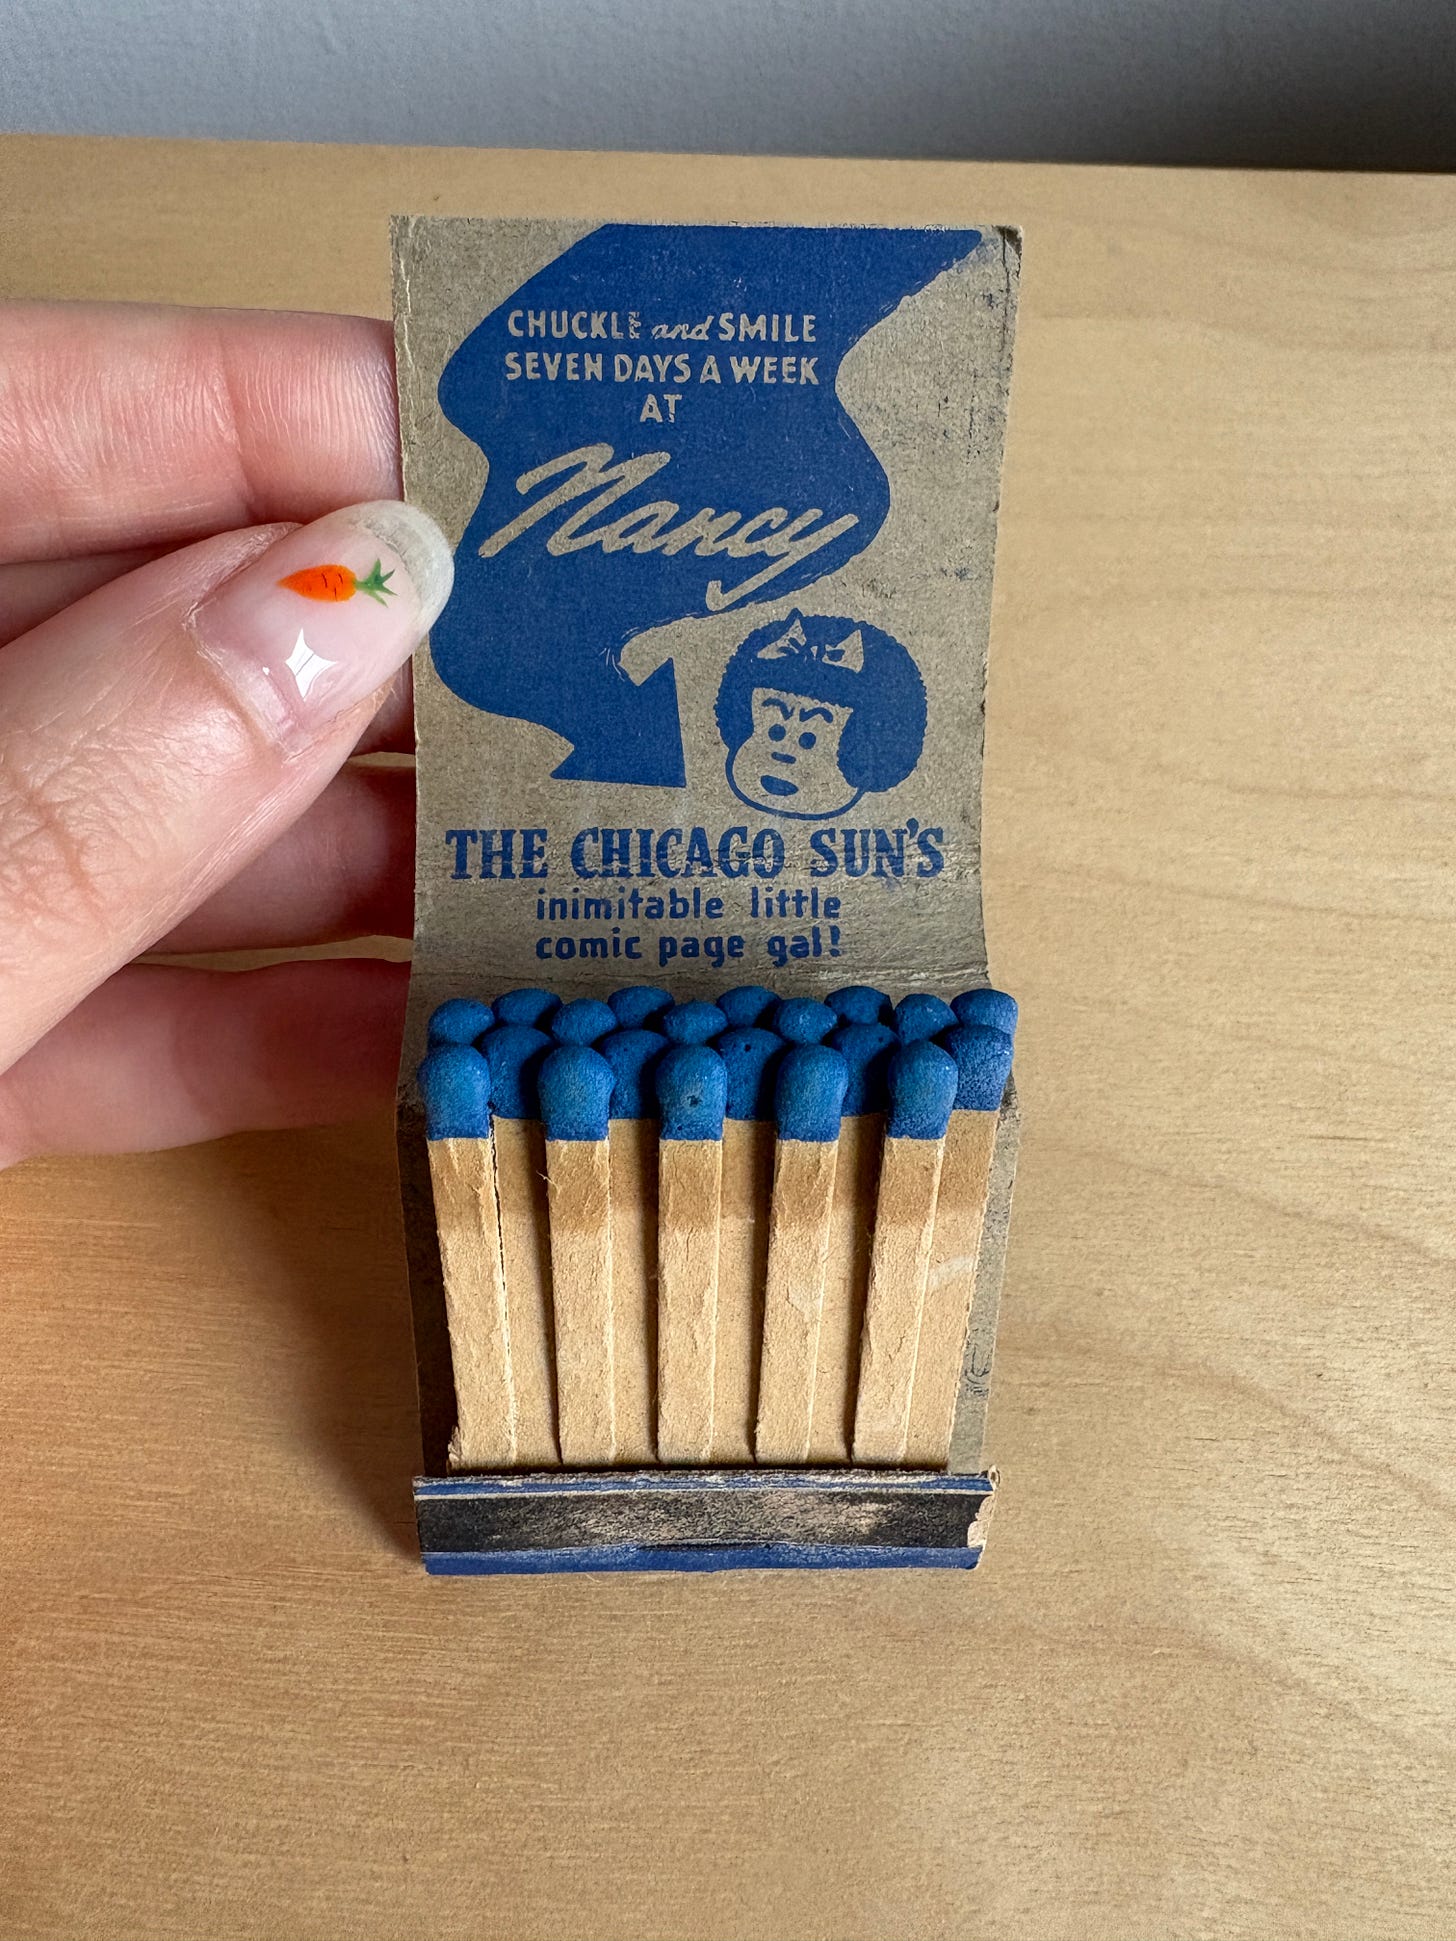 CHUCKLE and SMILE
SEVEN DAYS A WEEK
AT
Nancy
THE CHICAGO SUN'S
inimitable little
comic page gal!